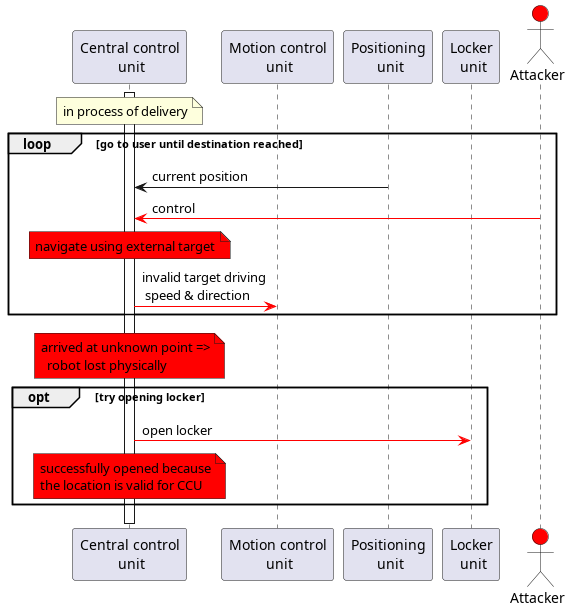 Central control
unit
Motion control
unit
Positioning
unit
Locker
unit
Attacker
in process of delivery
loop
[go to user until destination reached]
current position
control
navigate using external target
invalid target driving
speed & direction
arrived at unknown point =>
robot lost physically
opt
[try opening locker]
open locker
successfully opened because
the location is valid for CCU
Central control
unit
Motion control
unit
Positioning
unit
Locker
unit
Attacker